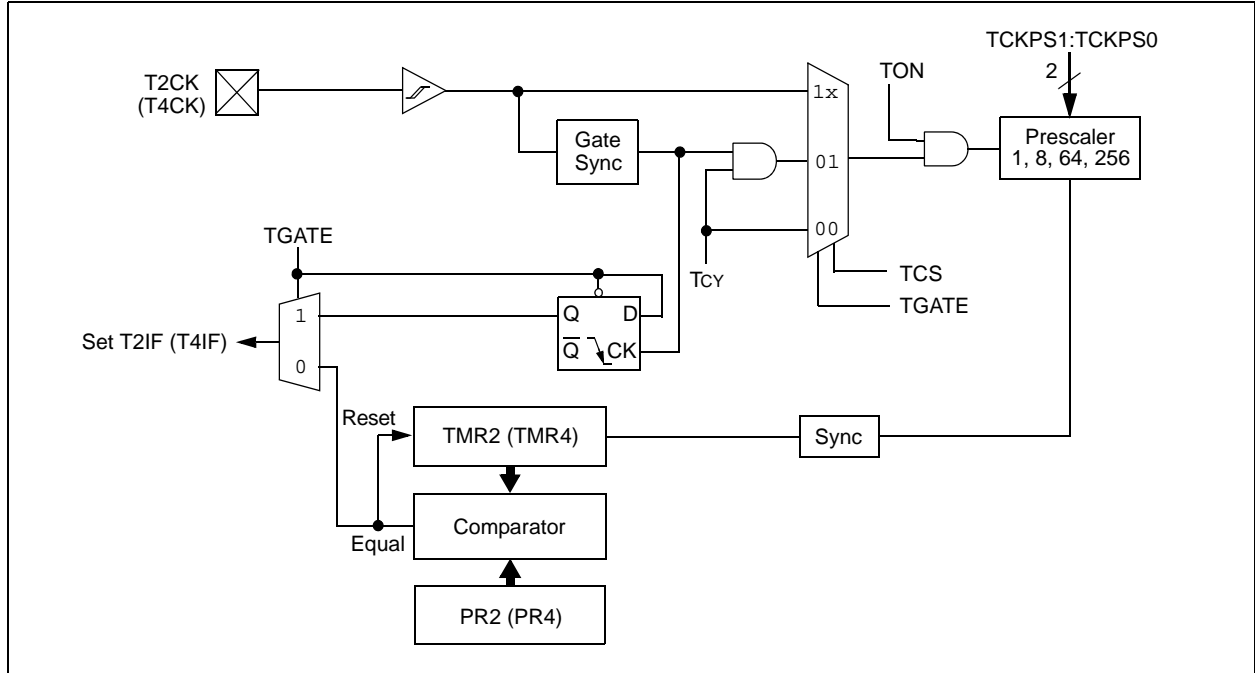 TCKPS1:TCKPS0
2
TON
T2CK
(T4CK)
1x
Gate
Sync
01
Prescaler
1, 8, 64, 256
00
TGATE
TCY
TCS
TGATE
1
Q
D
Set T2IF (T4IF)
Q
CK
0
Reset
TMR2 (TMR4)
Sync
Comparator
Equal
PR2 (PR4)